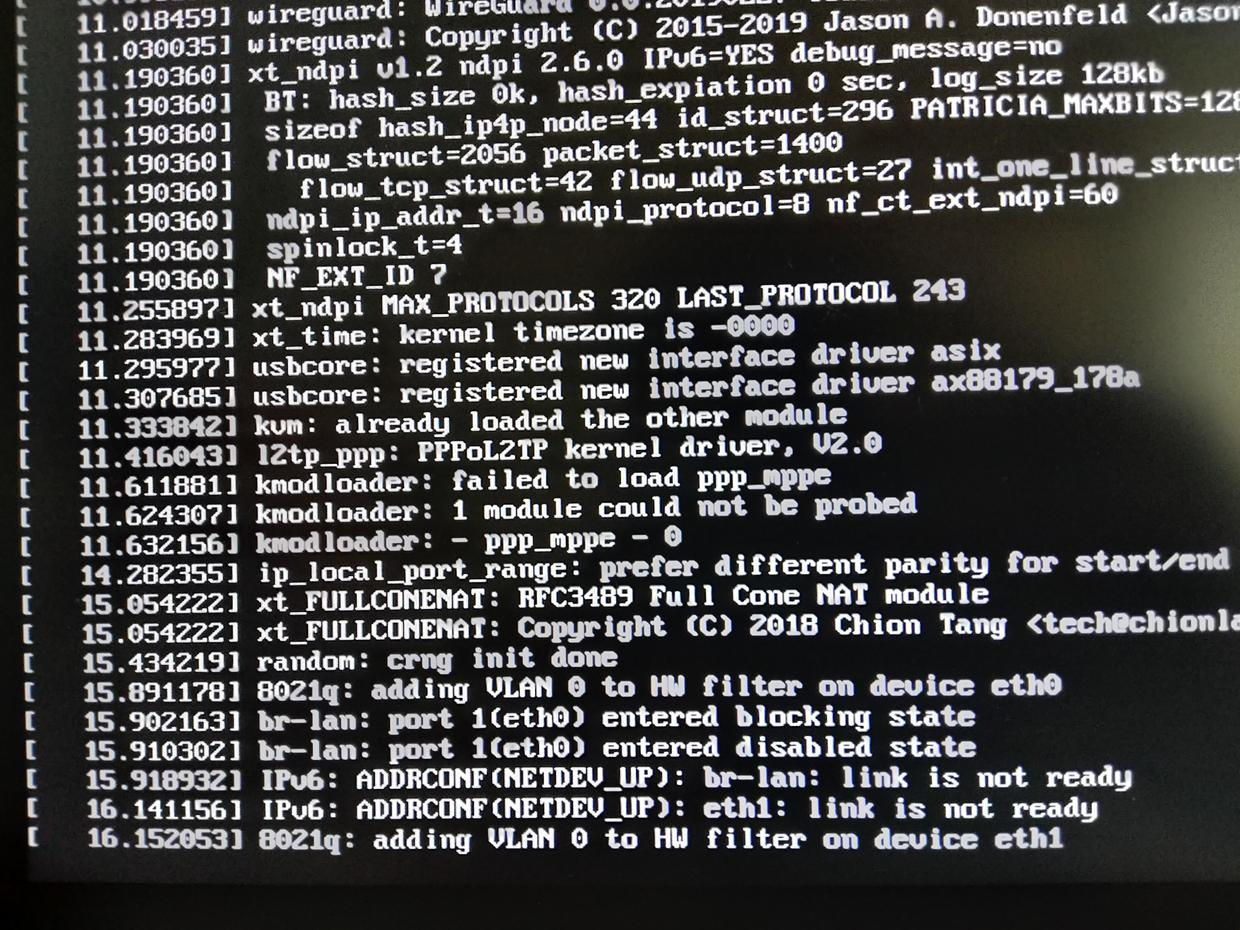 [   11.018459] wireguard: WireGuard
[   11.030035] wireguard: Copyright (C) 2015-2019 Jason A. Donenfeld <Jason
[   11.190360] xt_ndpi v1.2 ndpi 2.6.0 IPv6=YES debug_message=no
[   11.190360]  BT: hash_size 0k, hash_expiation 0 sec, log_size 128kb
[   11.190360]  sizeof hash_ip4p_node=44 id_struct=296 PATRICIA_MAXBITS=128
[   11.190360]  flow_struct=2056 packet_struct=1400
[   11.190360]    flow_tcp_struct=42 flow_udp_struct=27 int_one_line_struct
[   11.190360]  ndpi_ip_addr_t=16 ndpi_protocol=8 nf_ct_ext_ndpi=60
[   11.190360]  spinlock_t=4
[   11.190360]  NF_EXT_ID 7
[   11.255897] xt_ndpi MAX_PROTOCOLS 320 LAST_PROTOCOL 243
[   11.283969] xt_time: kernel timezone is -0000
[   11.295977] usbcore: registered new interface driver asix
[   11.307685] usbcore: registered new interface driver ax88179_178a
[   11.333842] kvm: already loaded the other module
[   11.416043] l2tp_ppp: PPPoL2TP kernel driver, V2.0
[   11.611881] kmodloader: failed to load ppp_mppe
[   11.624307] kmodloader: 1 module could not be probed
[   11.632156] kmodloader: - ppp_mppe - 0
[   14.282355] ip_local_port_range: prefer different parity for start/end
[   15.054222] xt_FULLCONENAT: RFC3489 Full Cone NAT module
[   15.054222] xt_FULLCONENAT: Copyright (C) 2018 Chion Tang <tech@chionla
[   15.434219] random: crng init done
[   15.891178] 8021q: adding VLAN 0 to HW filter on device eth0
[   15.902163] br-lan: port 1(eth0) entered blocking state
[   15.910302] br-lan: port 1(eth0) entered disabled state
[   15.918932] IPv6: ADDRCONF(NETDEV_UP): br-lan: link is not ready
[   16.141156] IPv6: ADDRCONF(NETDEV_UP): eth1: link is not ready
[   16.152053] 8021q: adding VLAN 0 to HW filter on device eth1